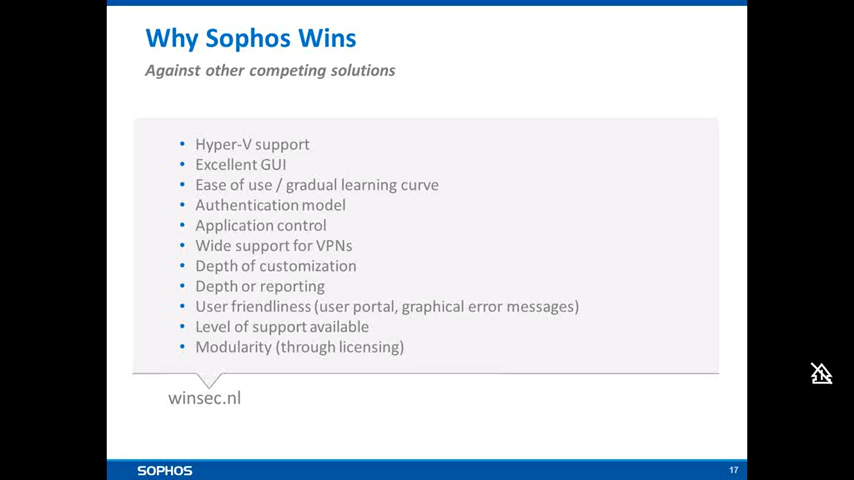 Why Sophos Wins
Against other competing solutions
• Hyper-V support
• Excellent GUI
• Ease of use / gradual learning curve
• Authentication model
• Application control
• Wide support for VPNs
• Depth of customization
• Depth or reporting
• User friendliness (user portal, graphical error messages)
• Level of support available
• Modularity (through licensing)
winsec.nl
SOPHOS
17